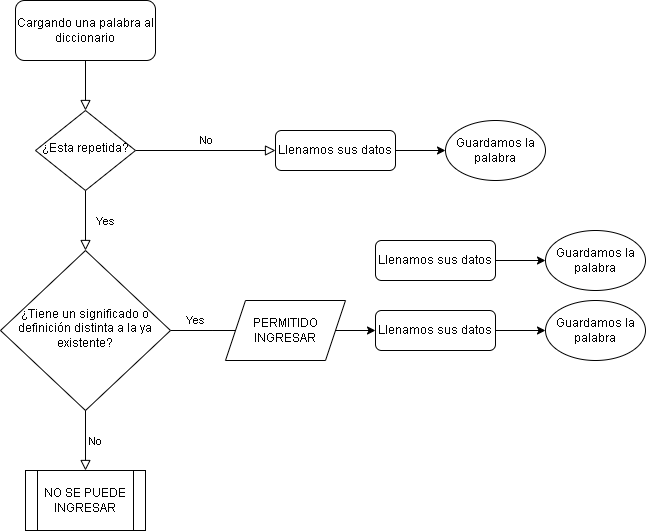 Cargando una palabra al
diccionario
¿Esta repetida?
No
Llenamos sus datos
Guardamos la
palabra
Yes
Llenamos sus datos
Guardamos la
palabra
¿Tiene un significado o
definición distinta a la ya
existente?
Yes
PERMITIDO
INGRESAR
Llenamos sus datos
Guardamos la
palabra
No
NO SE PUEDE
INGRESAR